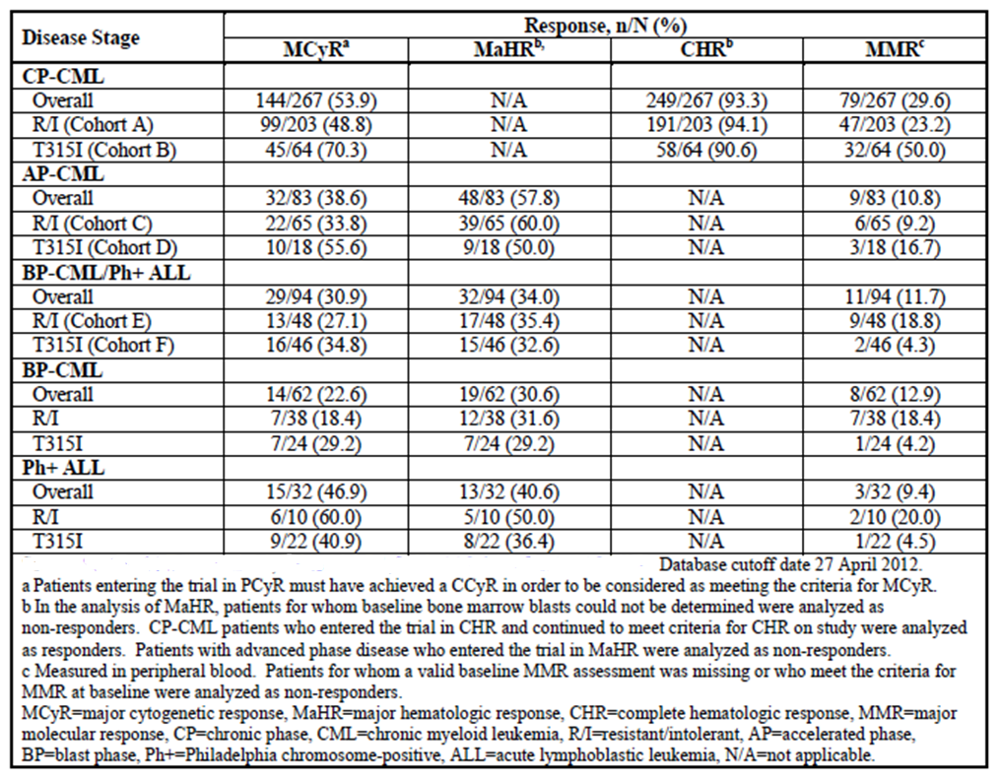 Disease Stage Response, n/N (%)
MCyRa MaHRb, CHRb MMRc
CP-CML
Overall 144/267 (53.9) N/A 249/267 (93.3) 79/267 (29.6)
R/I (Cohort A) 99/203 (48.8) N/A 191/203 (94.1) 47/203 (23.2)
T315I (Cohort B) 45/64 (70.3) N/A 58/64 (90.6) 32/64 (50.0)
AP-CML
Overall 32/83 (38.6) 48/83 (57.8) N/A 9/83 (10.8)
R/I (Cohort C) 22/65 (33.8) 39/65 (60.0) N/A 6/65 (9.2)
T315I (Cohort D) 10/18 (55.6) 9/18 (50.0) N/A 3/18 (16.7)
BP-CML/Ph+ ALL
Overall 29/94 (30.9) 32/94 (34.0) N/A 11/94 (11.7)
R/I (Cohort E) 13/48 (27.1) 17/48 (35.4) N/A 9/48 (18.8)
T315I (Cohort F) 16/46 (34.8) 15/46 (32.6) N/A 2/46 (4.3)
BP-CML
Overall 14/62 (22.6) 19/62 (30.6) N/A 8/62 (12.9)
R/I 7/38 (18.4) 12/38 (31.6) N/A 7/38 (18.4)
T315I 7/24 (29.2) 7/24 (29.2) N/A 1/24 (4.2)
Ph+ ALL
Overall 15/32 (46.9) 13/32 (40.6) N/A 3/32 (9.4)
R/I 6/10 (60.0) 5/10 (50.0) N/A 2/10 (20.0)
T315I 9/22 (40.9) 8/22 (36.4) N/A 1/22 (4.5)
Database cutoff date 27 April 2012.
a Patients entering the trial in PCyR must have achieved a CCyR in order to be considered as meeting the criteria for MCyR.
b In the analysis of MaHR, patients for whom baseline bone marrow blasts could not be determined were analyzed as
non-responders. CP-CML patients who entered the trial in CHR and continued to meet criteria for CHR on study were analyzed
as responders. Patients with advanced phase disease who entered the trial in MaHR were analyzed as non-responders.
c Measured in peripheral blood. Patients for whom a valid baseline MMR assessment was missing or who meet the criteria for
MMR at baseline were analyzed as non-responders.
MCyR=major cytogenetic response, MaHR=major hematologic response, CHR=complete hematologic response, MMR=major
molecular response, CP=chronic phase, CML=chronic myeloid leukemia, R/I=resistant/intolerant, AP=accelerated phase,
BP=blast phase, Ph+=Philadelphia chromosome-positive, ALL=acute lymphoblastic leukemia, N/A=not applicable.